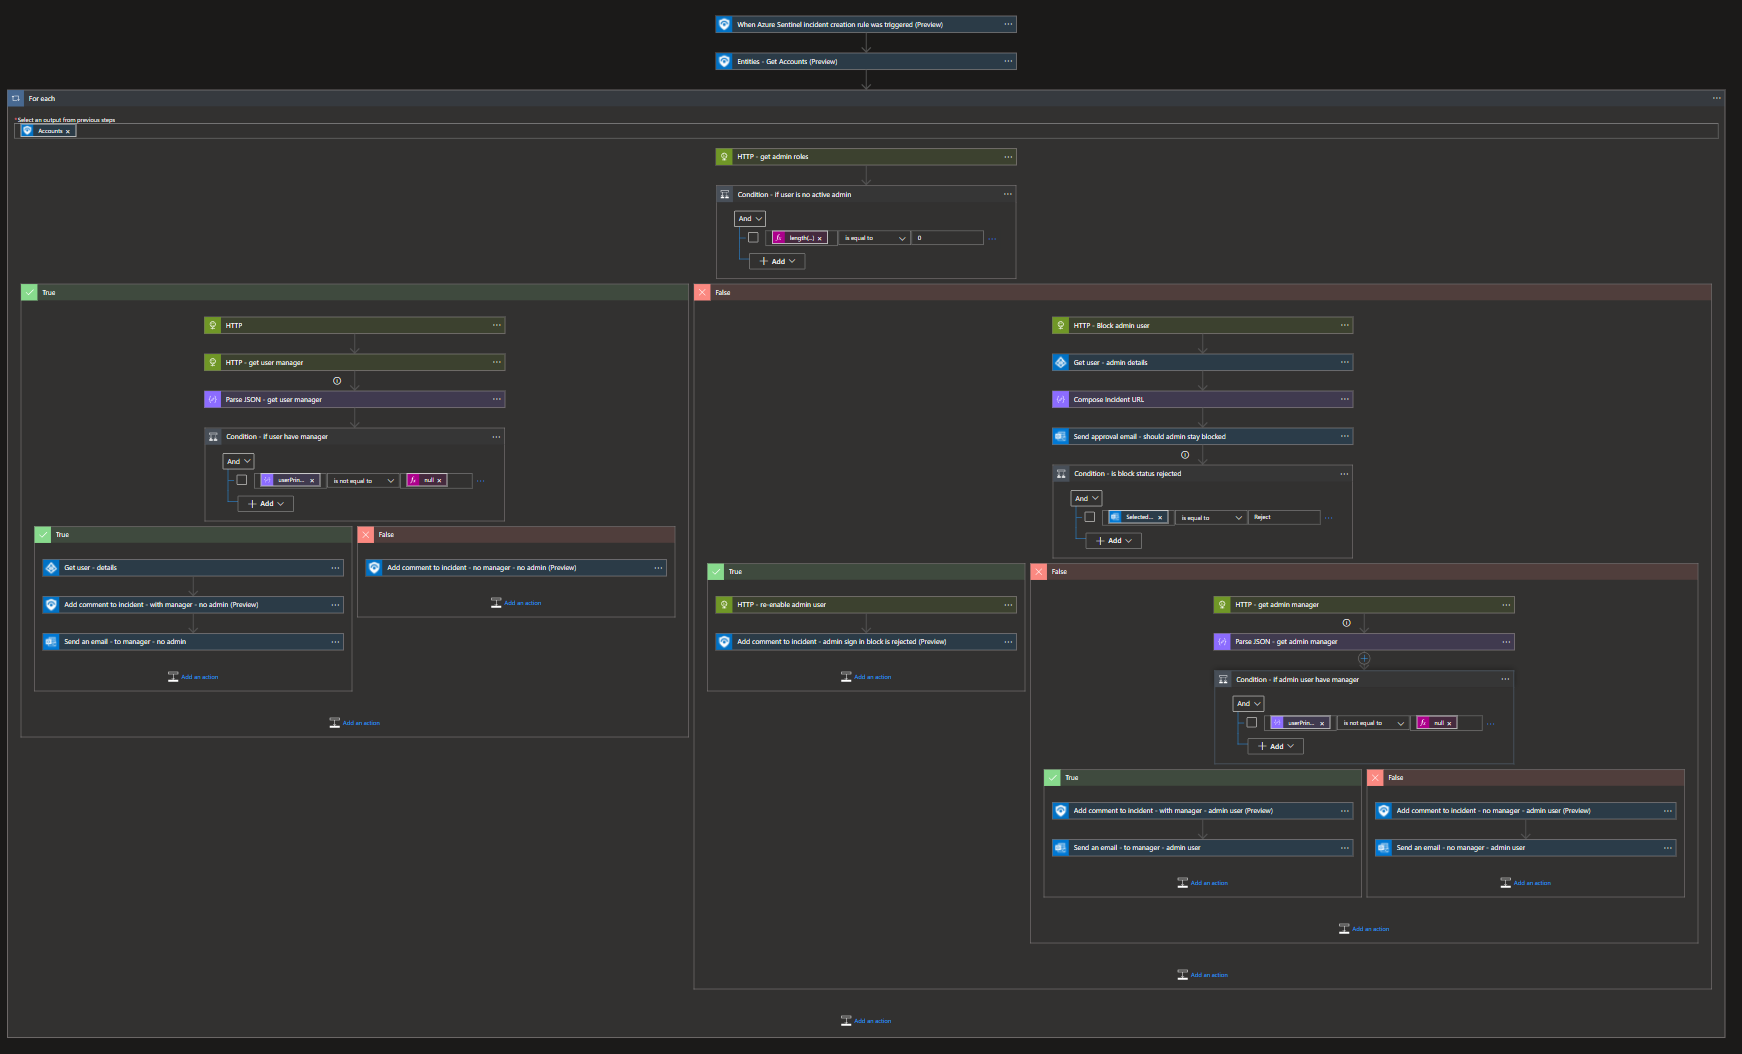 When Azure Sentinel incident creation rule was triggered (Preview)
Entities - Get Accounts (Preview)
For each
*Select an output from previous steps
Accounts
HTTP - get admin roles
Condition - if user is no active admin
And
length(...) is equal to 0
Add
True
HTTP
HTTP - get user manager
Parse JSON - get user manager
Condition - if user have manager
And
userPrin... is not equal to null
Add
True
Get user - details
Add comment to incident - with manager - no admin (Preview)
Send an email - to manager - no admin
Add an action
False
Add comment to incident - no manager - no admin (Preview)
Add an action
Add an action
False
HTTP - Block admin user
Get user - admin details
Compose Incident URL
Send approval email - should admin stay blocked
Condition - is block status rejected
And
Selected... is equal to Reject
Add
True
HTTP - re-enable admin user
Add comment to incident - admin sign in block is rejected (Preview)
Add an action
False
HTTP - get admin manager
Parse JSON - get admin manager
Condition - if admin user have manager
And
userPrin... is not equal to null
Add
True
Add comment to incident - with manager - admin user (Preview)
Send an email - to manager - admin user
Add an action
False
Add comment to incident - no manager - admin user (Preview)
Send an email - no manager - admin user
Add an action
Add an action
Add an action
Add an action